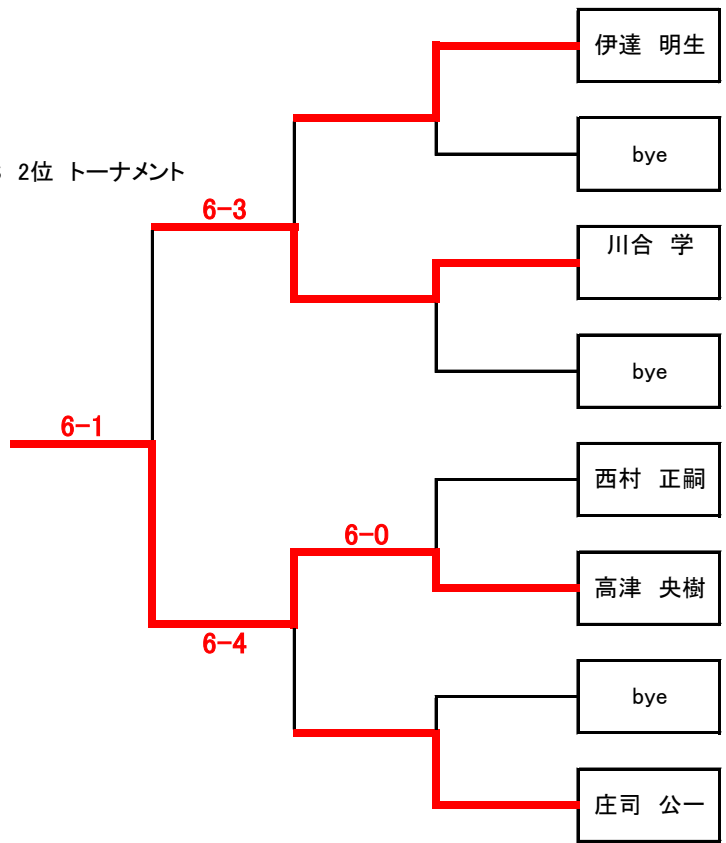 伊達　明生
bye
2位 トーナメント
6-3
川合　学
bye
6-1
西村　正嗣
6-0
高津　央樹
6-4
bye
庄司　公一